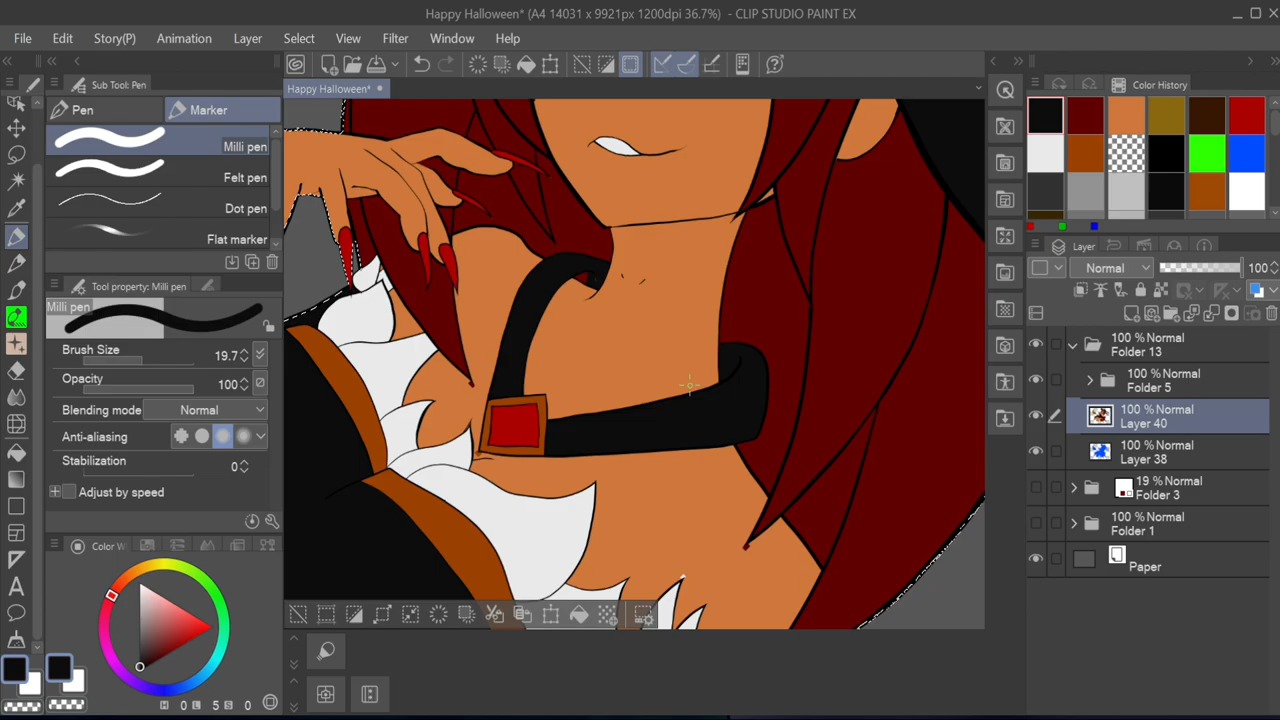 Happy Halloween* (A4 14031 x 9921px 1200dpi 36.7%) - CLIP STUDIO PAINT EX
File Edit Story(P) Animation Layer Select View Filter Window Help
Sub Tool: Pen
Happy Halloween*
Color History
Pen Marker
Milli pen
Felt pen
Dot pen
Flat marker
Layer
Normal 100
Tool property: Milli pen
Milli pen
Brush Size 19.7
Opacity 100
Blending mode Normal
Anti-aliasing
Stabilization 0
Adjust by speed
100 % Normal
Folder 13
100 % Normal
Folder 5
100 % Normal
Layer 40
100 % Normal
Layer 38
19 % Normal
Folder 3
100 % Normal
Folder 1
Paper
Color W
H 0 L 5 S 0